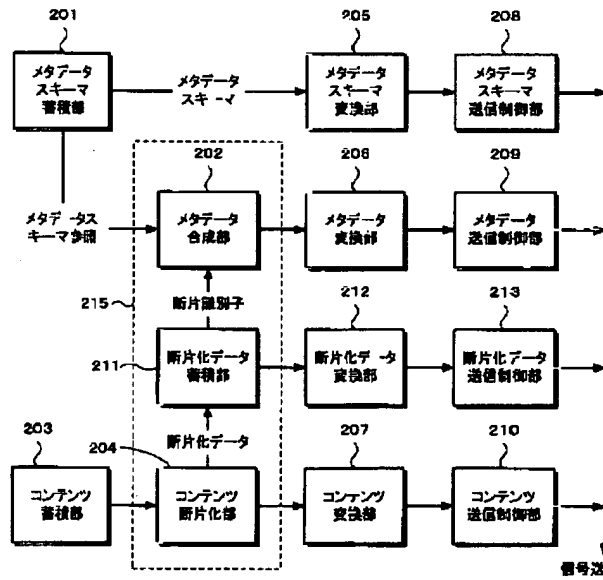 201
205
208
メタデータ
スキーマ
蓄積部
メタデータ
スキーマ
メタデータ
スキーマ
変換部
メタデータ
スキーマ
送信制御部
202
206
209
メタデータス
キーマ参照
メタデータ
合成部
メタデータ
変換部
メタデータ
送信制御部
215
断片識別子
212
213
211
断片化データ
蓄積部
断片化データ
変換部
断片化データ
送信制御部
203
204
断片化データ
207
210
コンテンツ
蓄積部
コンテンツ
断片化部
コンテンツ
変換部
コンテンツ
送信制御部
信号送